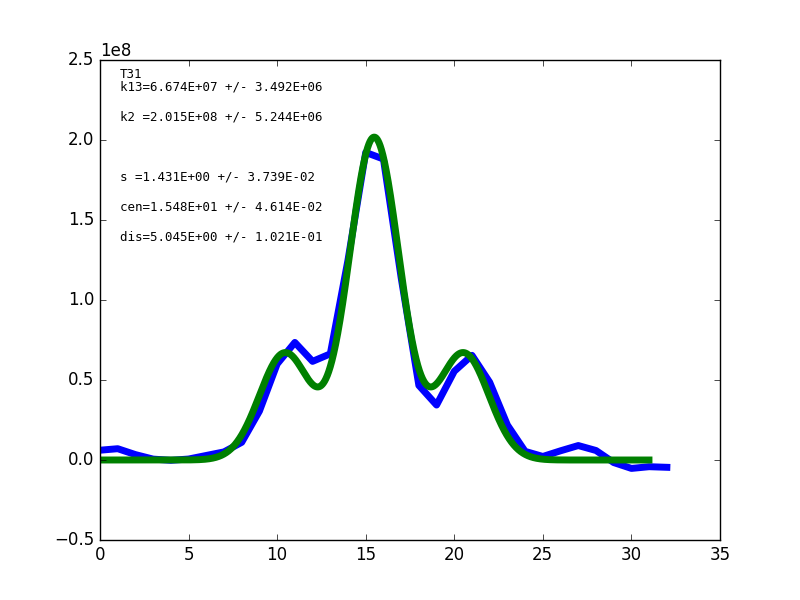 1e8
2.5
T31
k13=6.674E+07 +/- 3.492E+06
k2 =2.015E+08 +/- 5.244E+06
2.0
s =1.431E+00 +/- 3.739E-02
cen=1.548E+01 +/- 4.614E-02
1.5
dis=5.045E+00 +/- 1.021E-01
1.0
0.5
0.0
−0.5
0 5 10 15 20 25 30 35